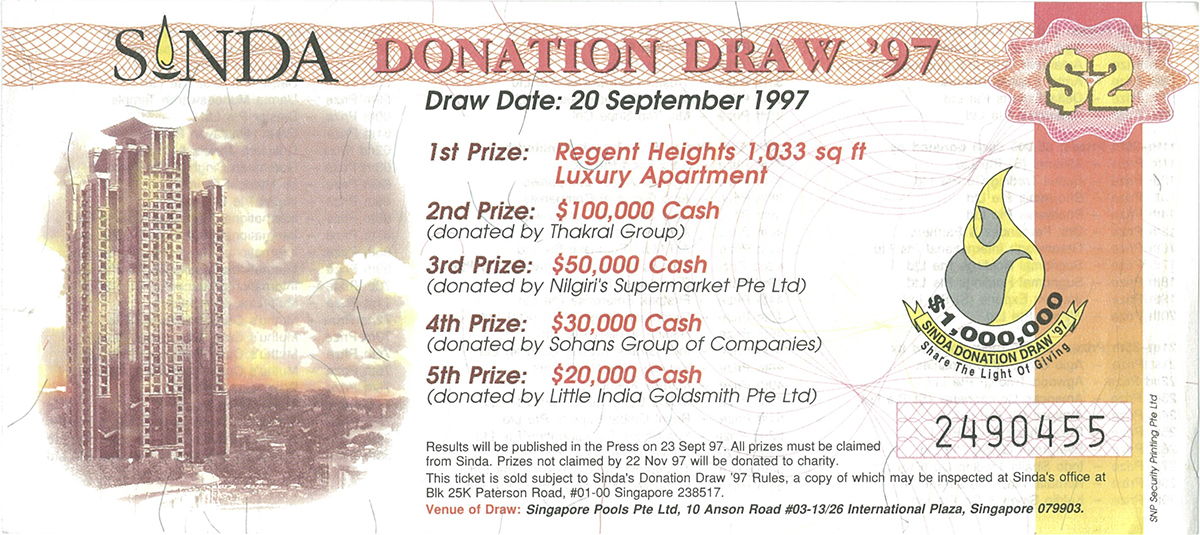 SINDA DONATION DRAW '97
$2
Draw Date: 20 September 1997
1st Prize: Regent Heights 1,033 sq ft
Luxury Apartment
2nd Prize: $100,000 Cash
(donated by Thakral Group)
3rd Prize: $50,000 Cash
(donated by Nilgiri's Supermarket Pte Ltd)
4th Prize: $30,000 Cash
(donated by Sohans Group of Companies)
5th Prize: $20,000 Cash
(donated by Little India Goldsmith Pte Ltd)
$1,000,000
SINDA DONATION DRAW '97
Share The Light Of Giving
2490455
Results will be published in the Press on 23 Sept 97. All prizes must be claimed
from Sinda. Prizes not claimed by 22 Nov 97 will be donated to charity.
This ticket is sold subject to Sinda's Donation Draw '97 Rules, a copy of which may be inspected at Sinda's office at
Blk 25K Paterson Road, #01-00 Singapore 238517.
Venue of Draw: Singapore Pools Pte Ltd, 10 Anson Road #03-13/26 International Plaza, Singapore 079903.
SNP Security Printing Pte Ltd